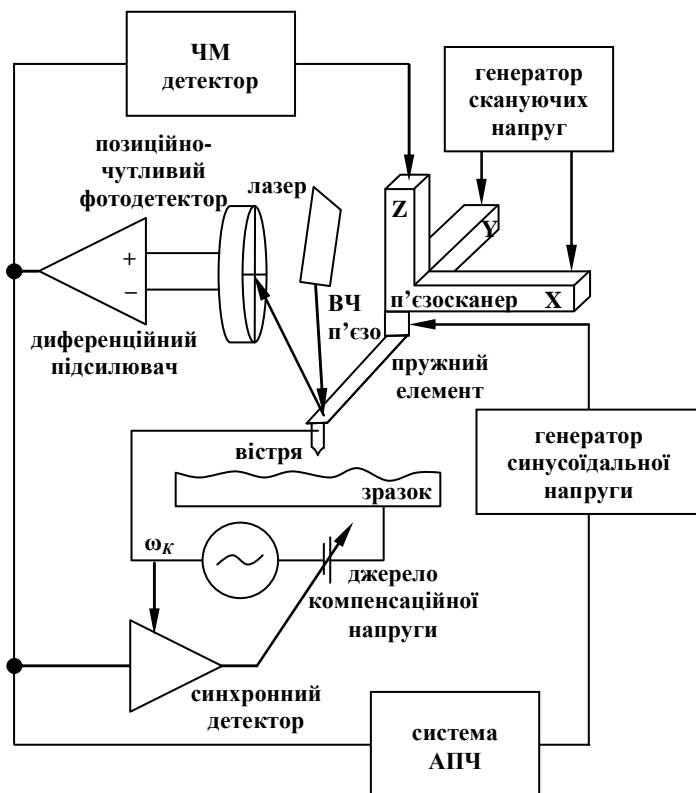 ЧМ
детектор
генератор
скануючих
напруг
позиційно-
чутливий
фотодетектор
лазер
Z
Y
X
п’єзосканер
ВЧ
п’єзо
+
−
диференційний
підсилювач
пружний
елемент
вістря
зразок
генератор
синусоїдальної
напруги
ωK
джерело
компенсаційної
напруги
синхронний
детектор
система
АПЧ